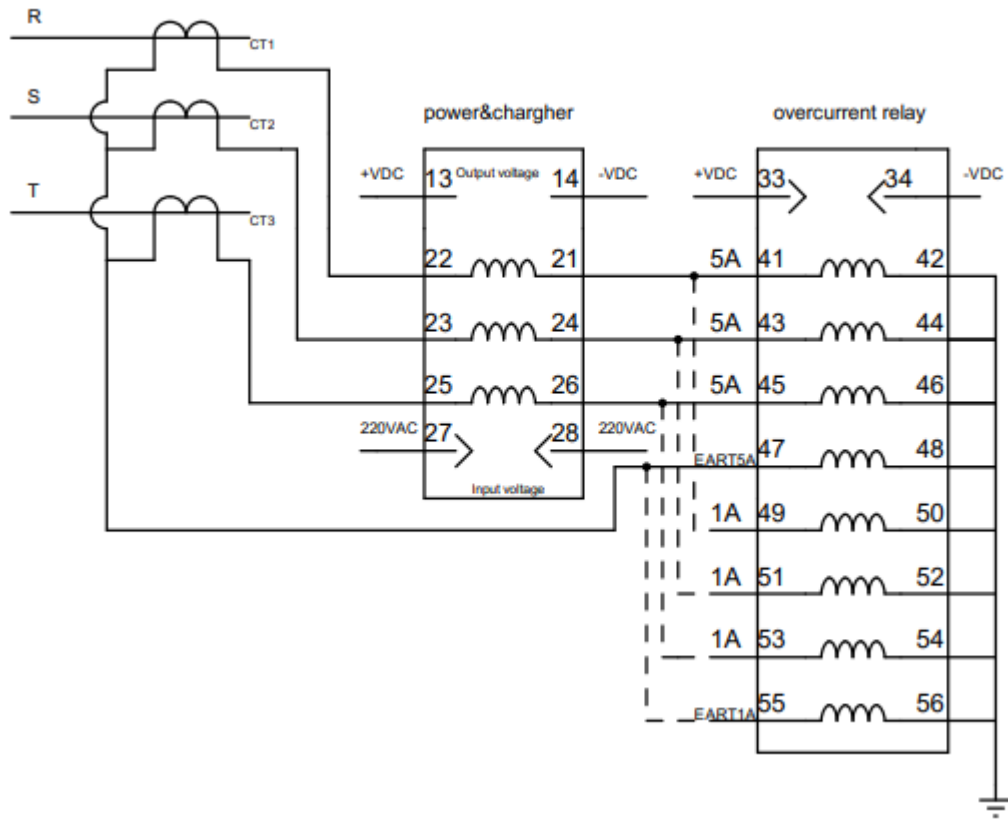 R
CT1
S
CT2
T
CT3
power&chargher
+VDC 13 Output voltage 14 -VDC
22 21
23 24
25 26
220VAC 27 28 220VAC
Input voltage
overcurrent relay
+VDC 33 34 -VDC
5A 41 42
5A 43 44
5A 45 46
EART5A 47 48
1A 49 50
1A 51 52
1A 53 54
EART1A 55 56